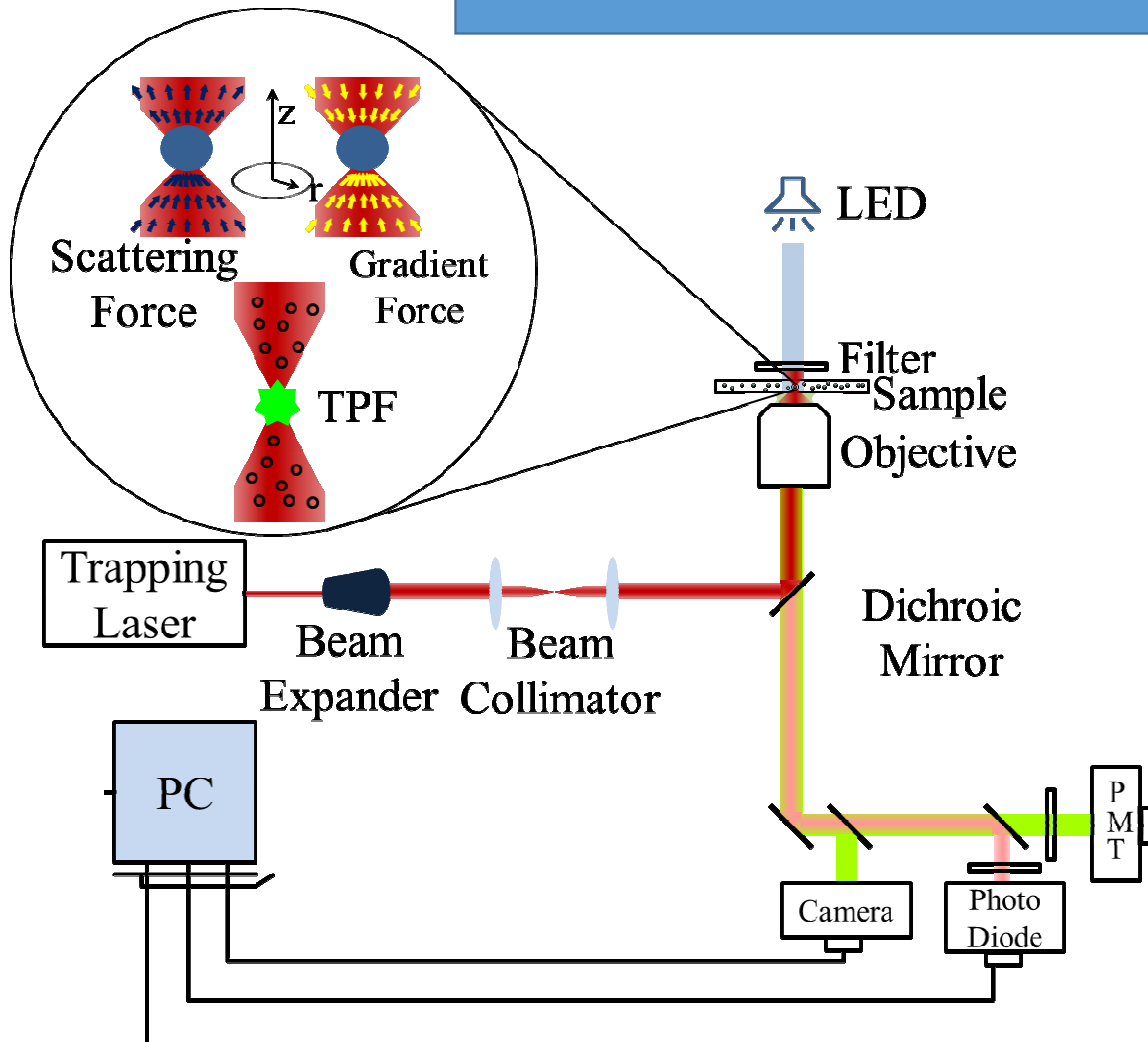 z
r
Scattering
Force
Gradient
Force
TPF
LED
Filter
Sample
Objective
Trapping
Laser
Beam
Expander
Beam
Collimator
Dichroic
Mirror
PC
Camera
Photo
Diode
P
M
T